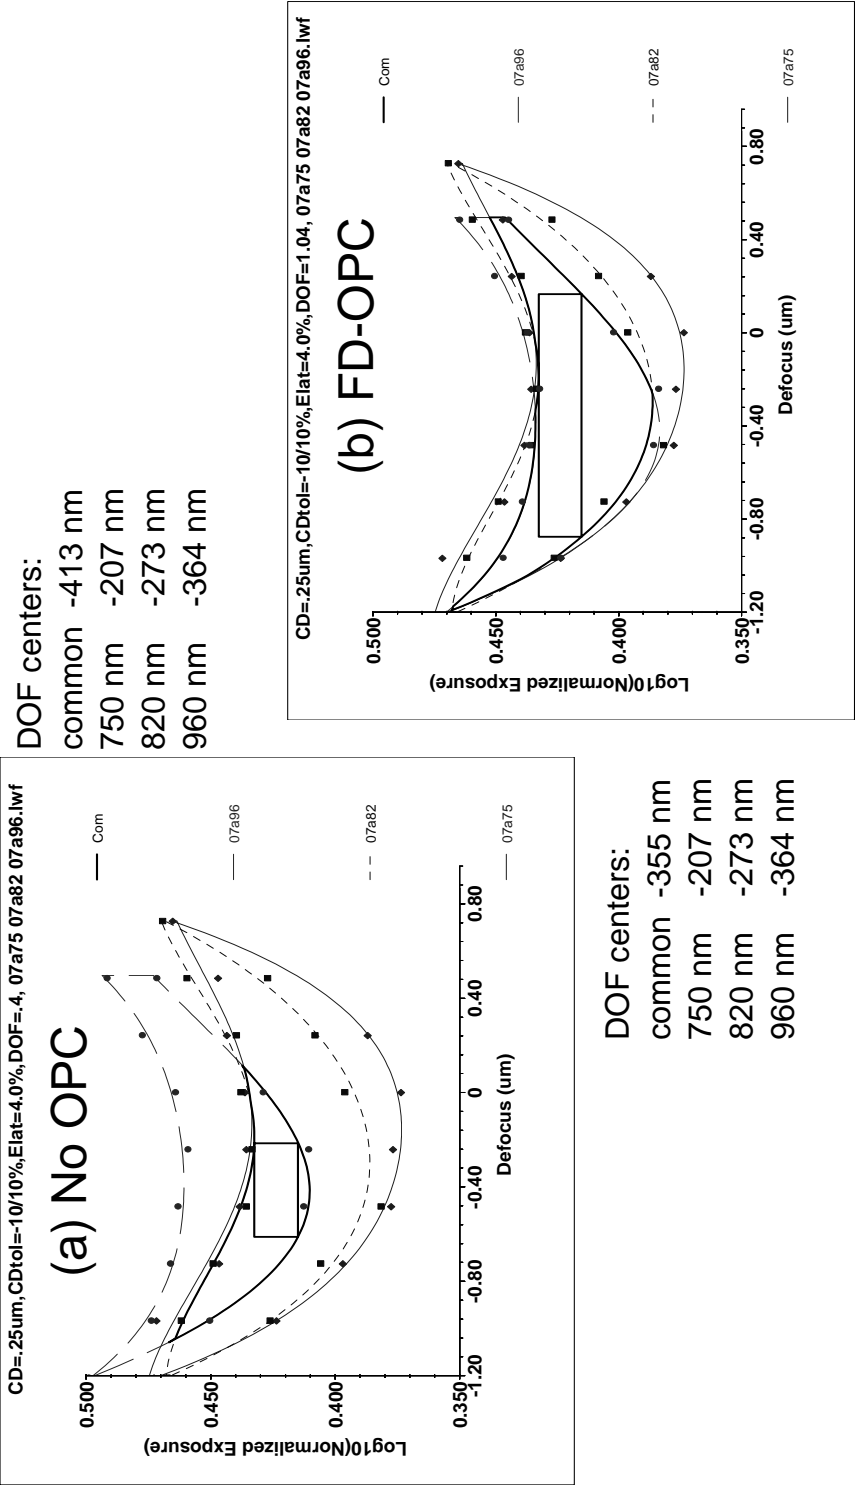 CD=.25um,CDtol=-10/10%,Elat=4.0%,DOF=.4, 07a75 07a82 07a96.lwf
(a) No OPC
Com
07a96
07a82
07a75
0.500
0.450
0.400
0.350
Log10(Normalized Exposure)
-1.20
-0.80
-0.40
0
0.40
0.80
Defocus (um)
DOF centers:
common -355 nm
750 nm -207 nm
820 nm -273 nm
960 nm -364 nm
DOF centers:
common -413 nm
750 nm -207 nm
820 nm -273 nm
960 nm -364 nm
CD=.25um,CDtol=-10/10%,Elat=4.0%,DOF=1.04, 07a75 07a82 07a96.lwf
(b) FD-OPC
Com
07a96
07a82
07a75
0.500
0.450
0.400
0.350
Log10(Normalized Exposure)
-1.20
-0.80
-0.40
0
0.40
0.80
Defocus (um)